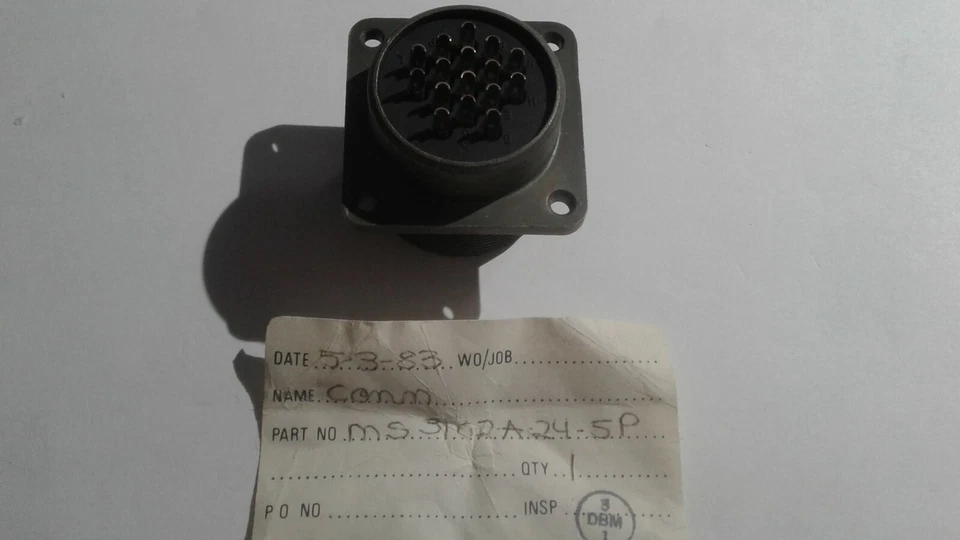 DATE 5-3-83 WO/JOB
NAME Conn
PART NO MS 3102A-24-5P
QTY 1
P O NO INSP 3
DBM
1